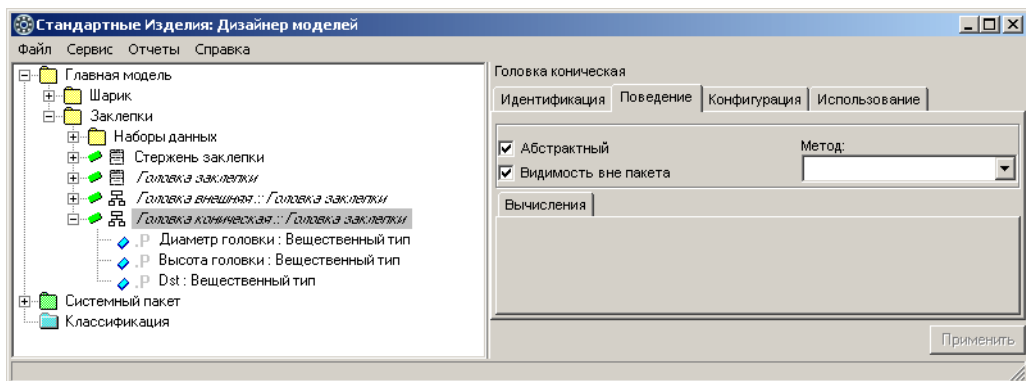 Стандартные Изделия: Дизайнер моделей
Файл Сервис Отчеты Справка
Главная модель
Шарик
Заклепки
Наборы данных
Стержень заклепки
Головка заклепки
Головка внешняя :: Головка заклепки
Головка коническая :: Головка заклепки
.P Диаметр головки : Вещественный тип
.P Высота головки : Вещественный тип
.P Dst : Вещественный тип
Системный пакет
Классификация
Головка коническая
Идентификация Поведение Конфигурация Использование
Абстрактный Метод:
Видимость вне пакета
Вычисления
Применить